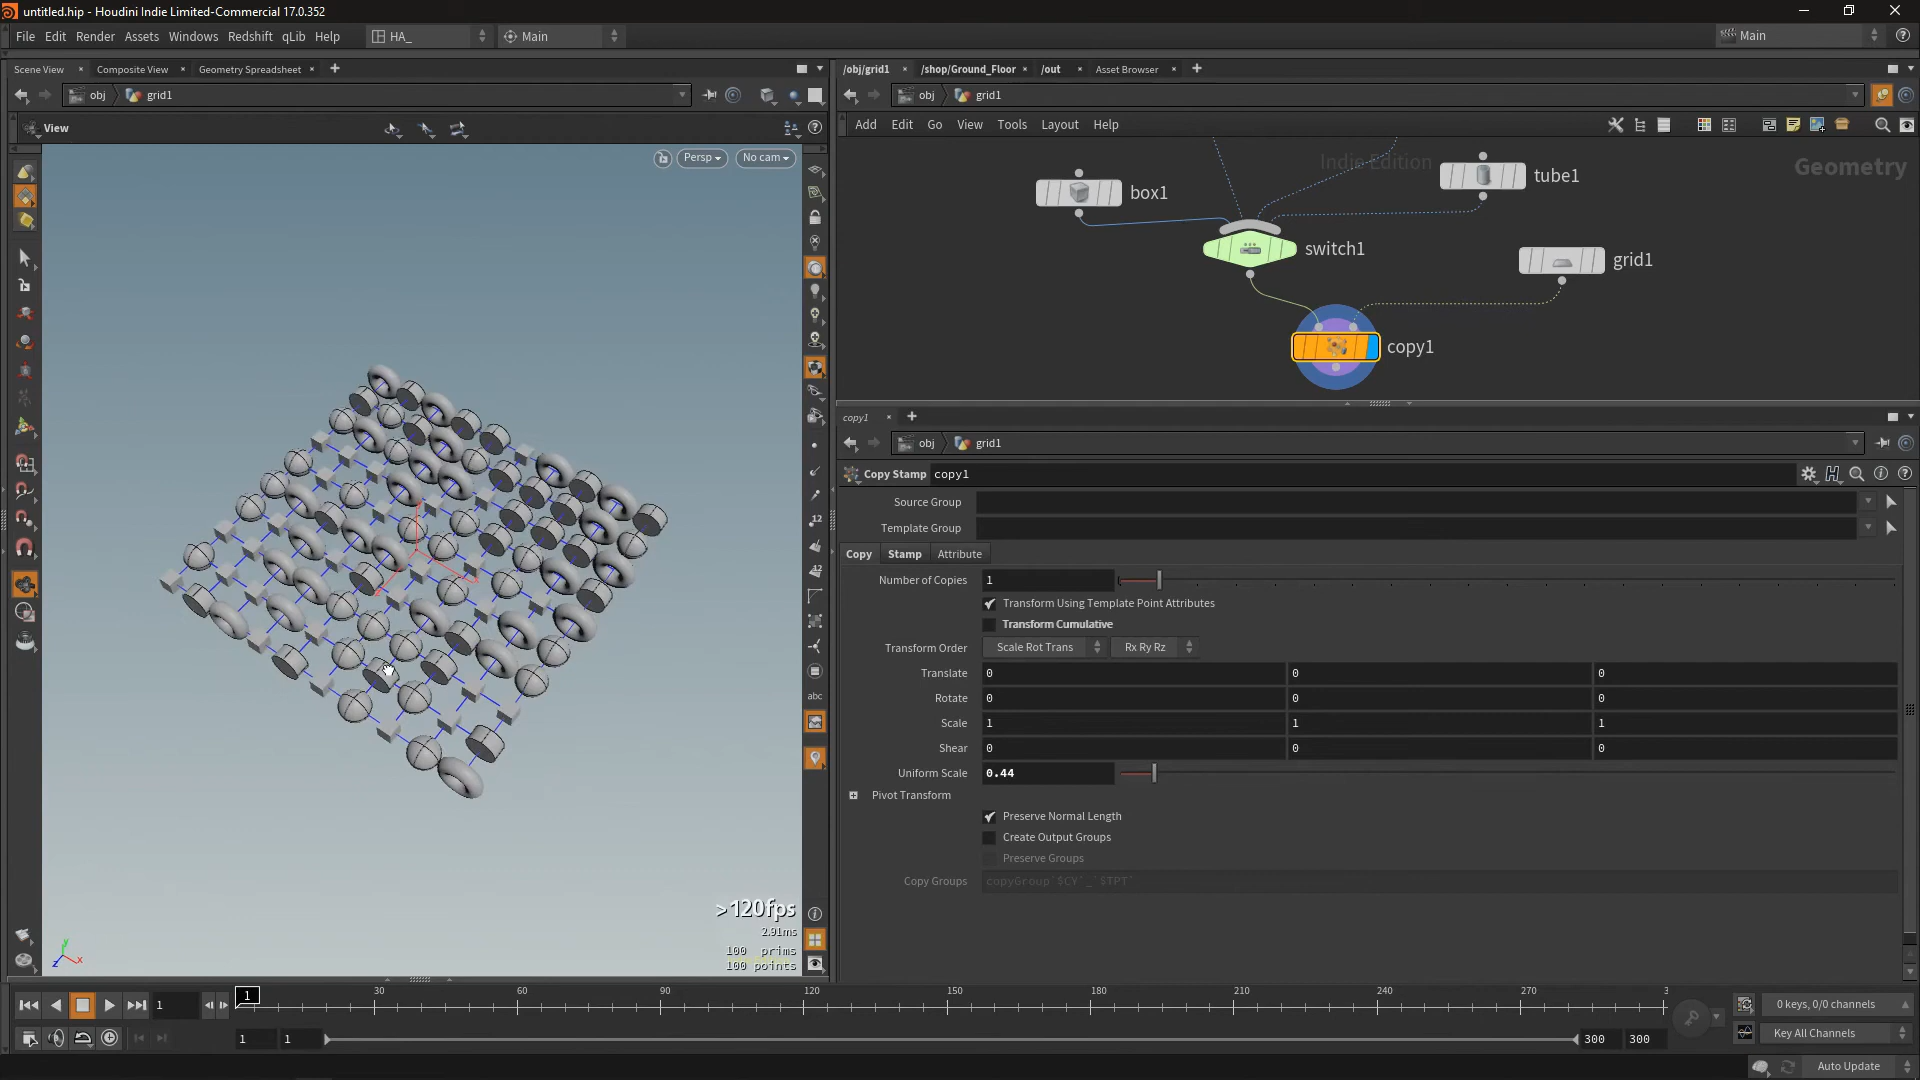 untitled.hip - Houdini Indie Limited-Commercial 17.0.352
File Edit Render Assets Windows Redshift qLib Help HA_ Main Main
Scene View Composite View Geometry Spreadsheet
/obj/grid1 /shop/Ground_Floor /out Asset Browser
obj grid1
obj grid1
View
Add Edit Go View Tools Layout Help
Persp No cam
Indie Edition
Geometry
box1
tube1
switch1
grid1
copy1
copy1
obj grid1
Copy Stamp copy1
Source Group
Template Group
Copy Stamp Attribute
Number of Copies 1
Transform Using Template Point Attributes
Transform Cumulative
Transform Order Scale Rot Trans Rx Ry Rz
Translate 0 0 0
Rotate 0 0 0
Scale 1 1 1
Shear 0 0 0
Uniform Scale 0.44
Pivot Transform
Preserve Normal Length
Create Output Groups
Preserve Groups
Copy Groups copyGroup`$CY`_`$TPT`
12
12
abc
>120fps
2.91ms
100 prims
100 points
y
z x
1 1 30 60 90 120 150 180 210 240 270 3
0 keys, 0/0 channels
1 1 300 300
Key All Channels
Auto Update